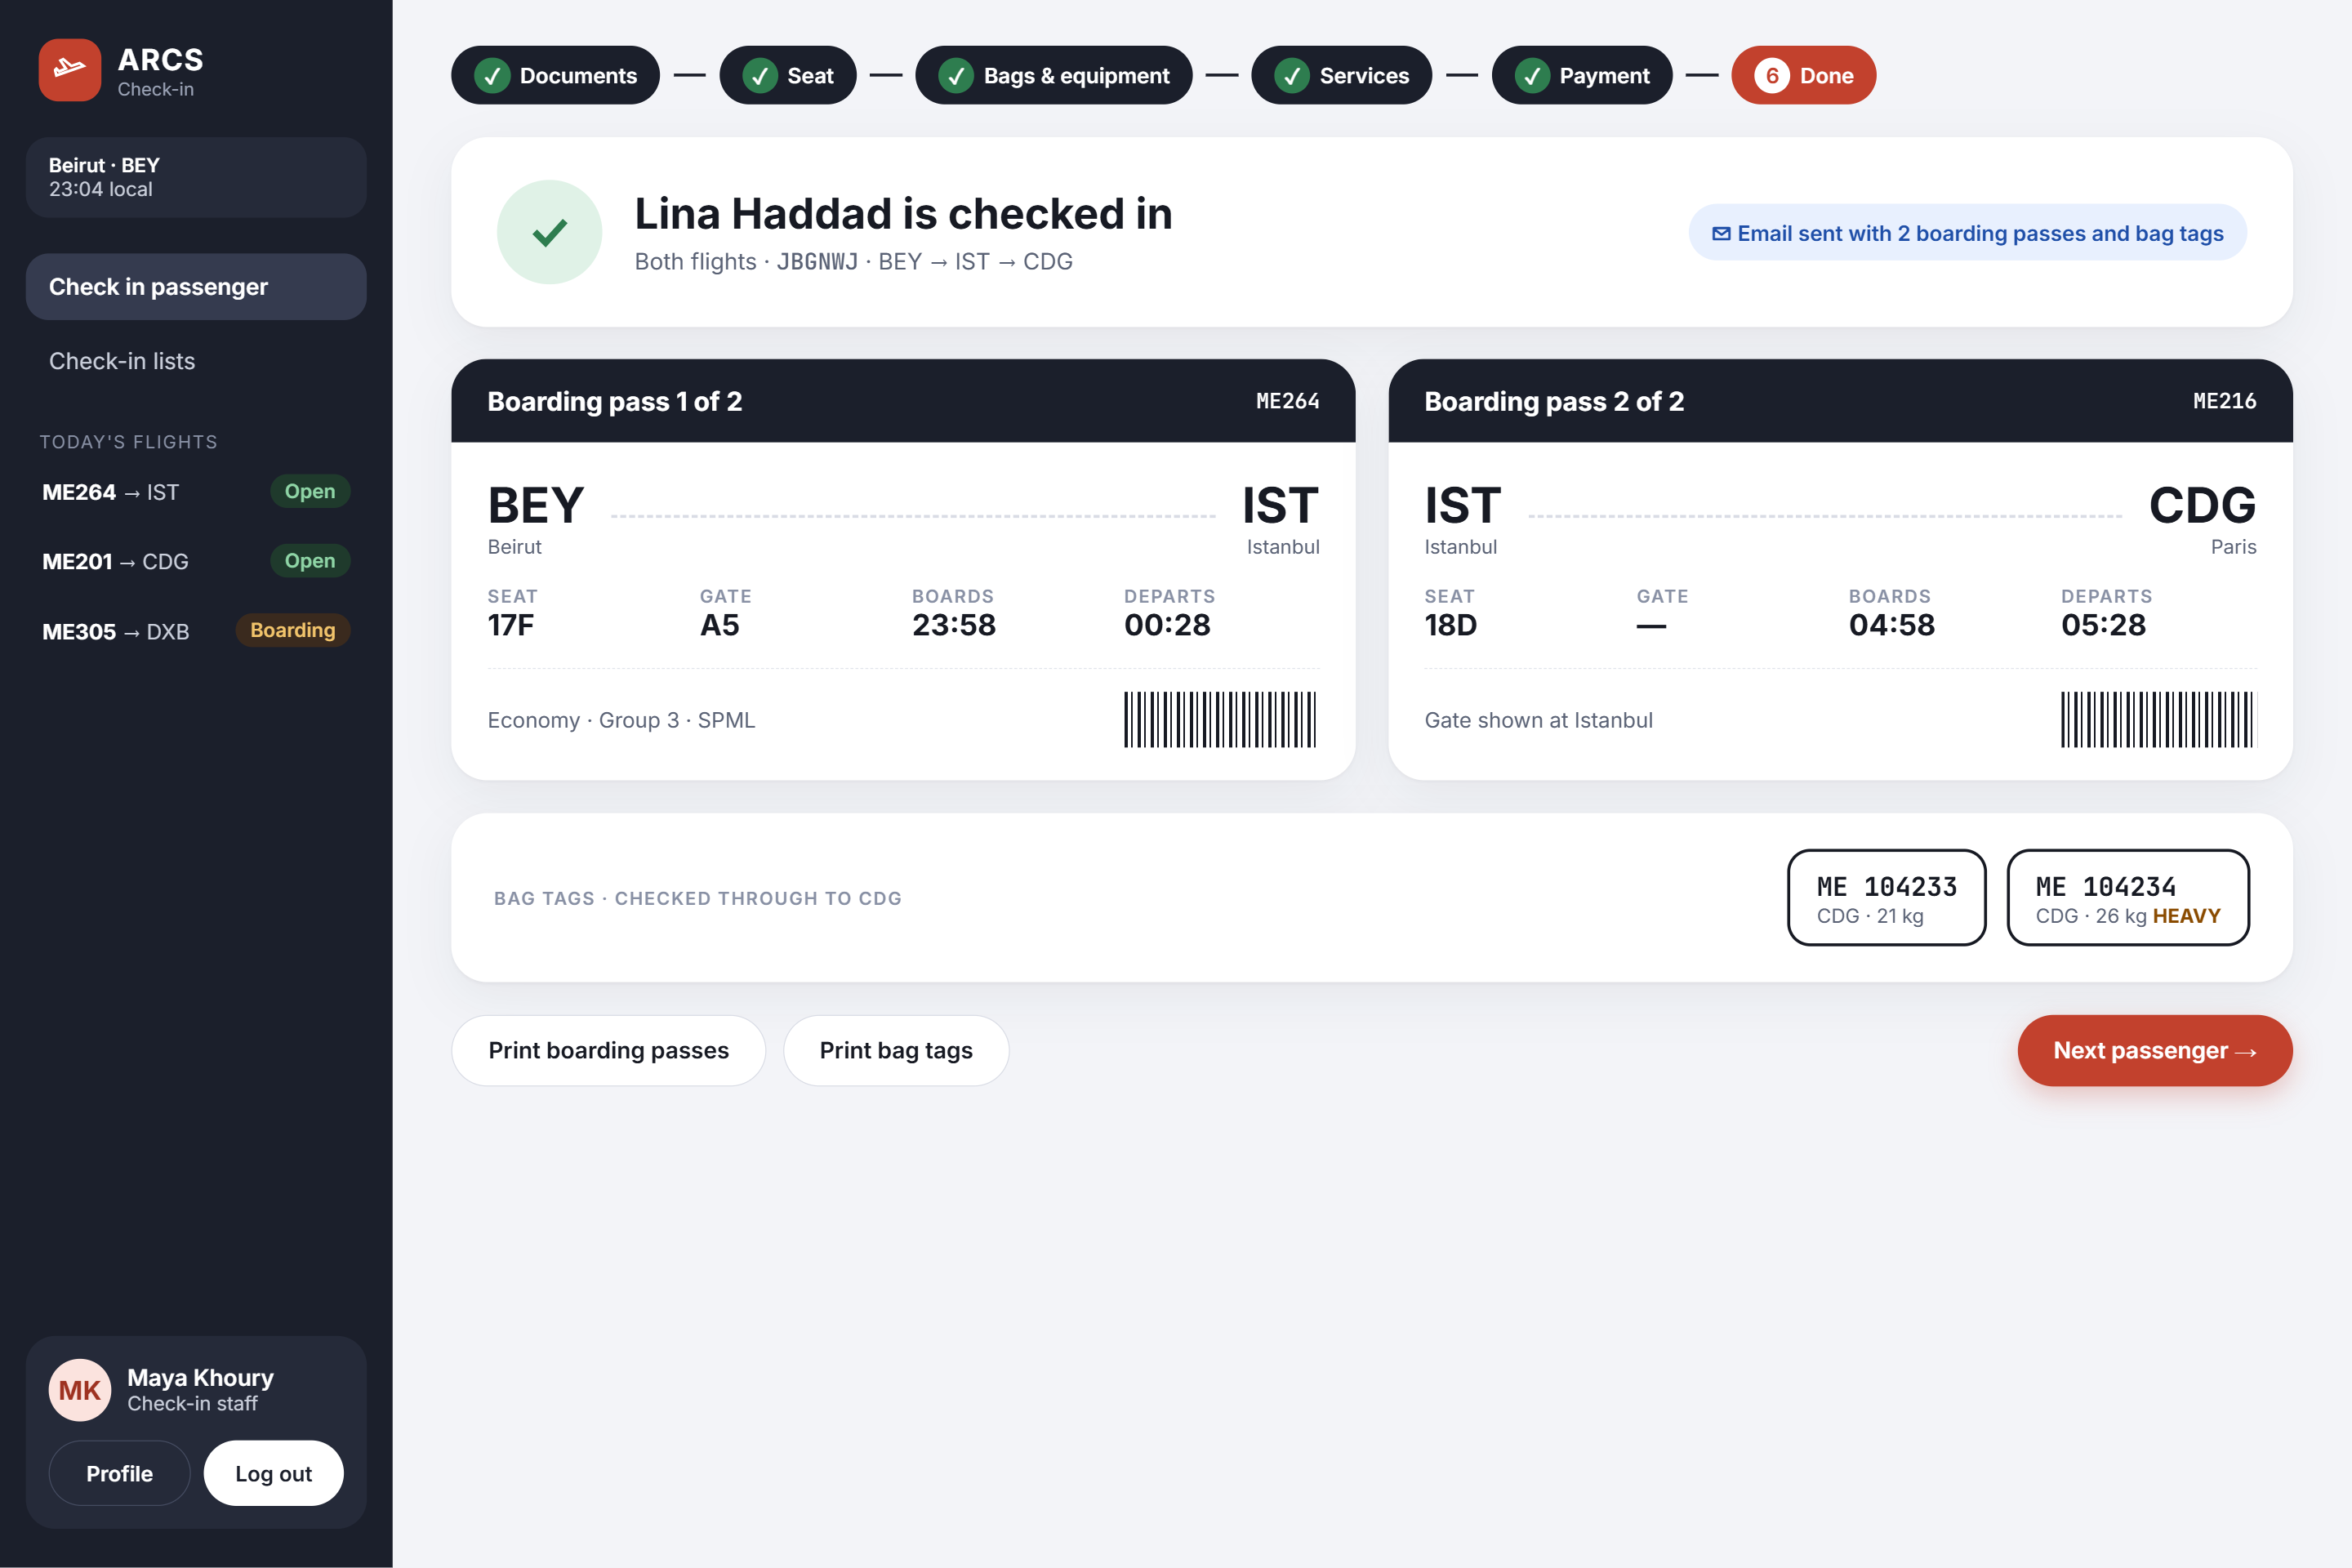 ARCS
Check-in
Beirut · BEY
23:04 local
Check in passenger
Check-in lists
TODAY'S FLIGHTS
ME264 → IST Open
ME201 → CDG Open
ME305 → DXB Boarding
MK
Maya Khoury
Check-in staff
Profile Log out
✓ Documents — ✓ Seat — ✓ Bags & equipment — ✓ Services — ✓ Payment — 6 Done
Lina Haddad is checked in
Both flights · JBGNWJ · BEY → IST → CDG
Email sent with 2 boarding passes and bag tags
Boarding pass 1 of 2 ME264
BEY IST
Beirut Istanbul
SEAT GATE BOARDS DEPARTS
17F A5 23:58 00:28
Economy · Group 3 · SPML
Boarding pass 2 of 2 ME216
IST CDG
Istanbul Paris
SEAT GATE BOARDS DEPARTS
18D — 04:58 05:28
Gate shown at Istanbul
BAG TAGS · CHECKED THROUGH TO CDG
ME 104233
CDG · 21 kg
ME 104234
CDG · 26 kg HEAVY
Print boarding passes
Print bag tags
Next passenger →